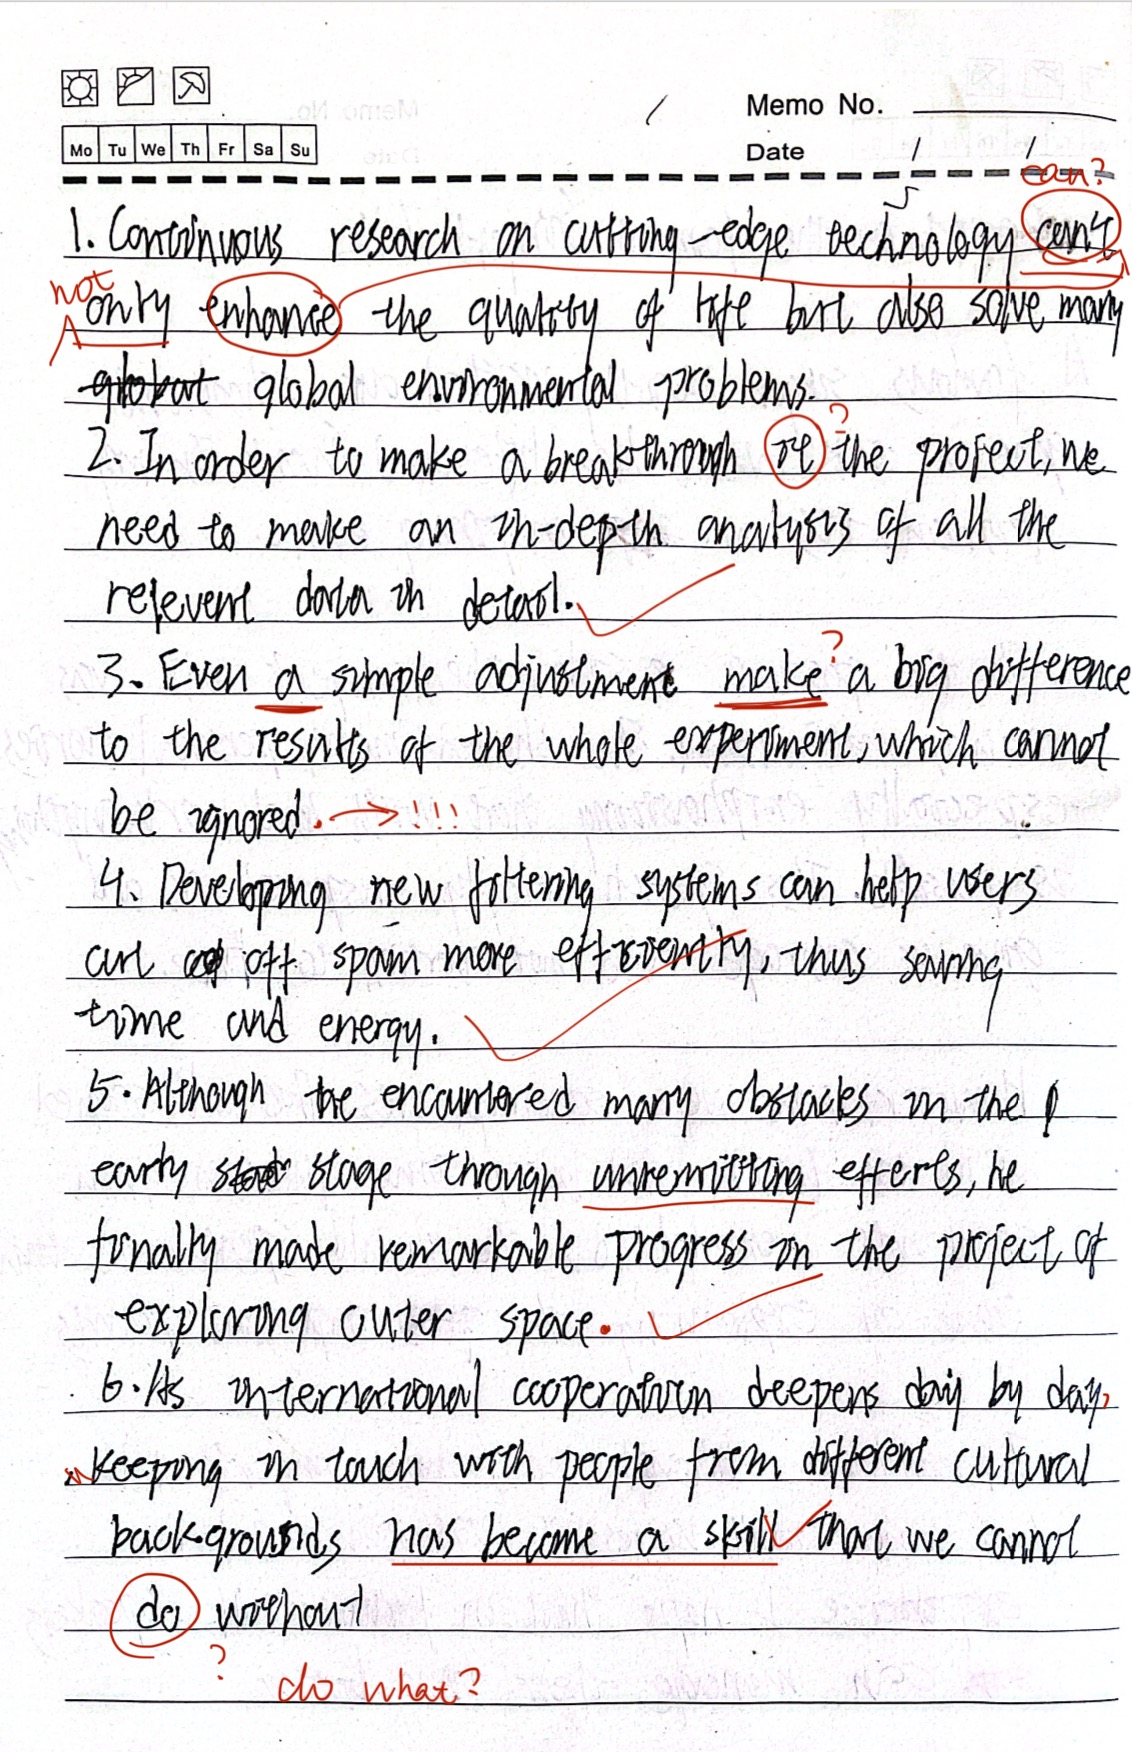 Memo No.
Mo Tu We Th Fr Sa Su
Date / /
can?
1. Continuous research on cutting-edge technology can't
not
only enhance the quality of life but also solve many
global environmental problems.
?
2. In order to make a breakthrough of the project, we
need to make an in-depth analysis of all the
relevent data in detail.
?
3. Even a simple adjustment make a big difference
to the results of the whole experiment, which cannot
be ignored. → !!!
4. Developing new filtering systems can help users
cut off spam more efficiently, thus saving
time and energy.
5. Although he encountered many obstacles in the
early stage through unremitting efforts, he
finally made remarkable progress in the project of
exploring outer space.
6. As international cooperation deepens day by day,
keeping in touch with people from different cultural
backgrounds has become a skill that we cannot
do without
?
do what?